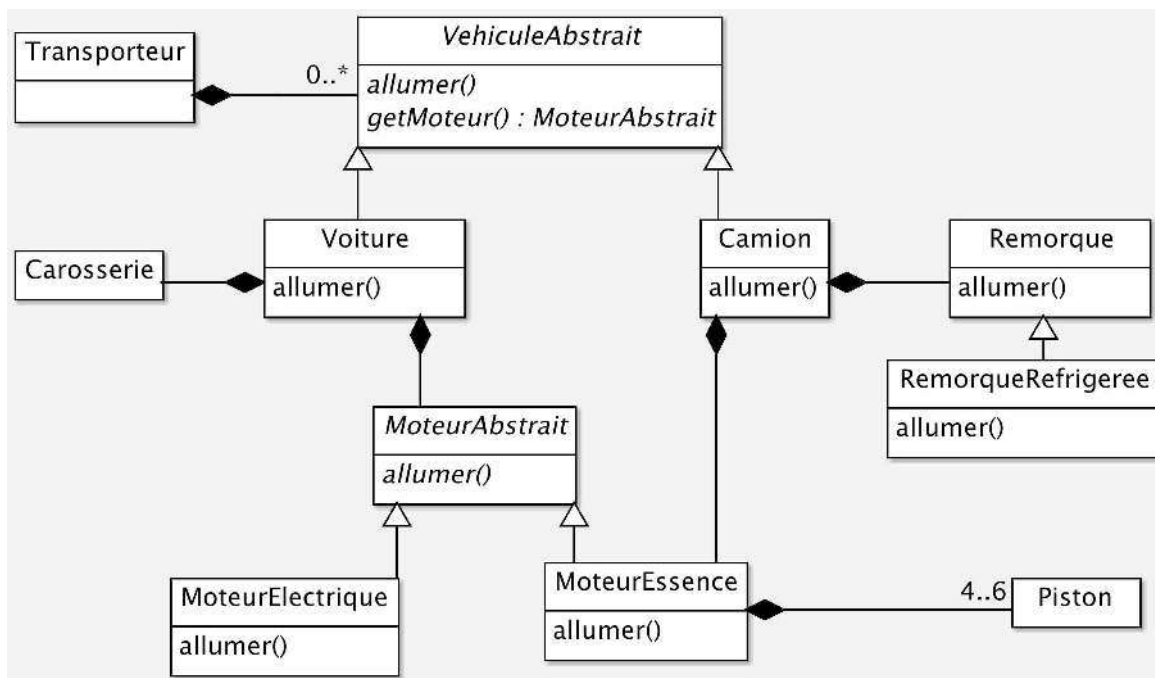 Transporteur
0..*
VehiculeAbstrait
allumer()
getMoteur() : MoteurAbstrait
Carosserie
Voiture
allumer()
Camion
allumer()
Remorque
allumer()
RemorqueRefrigeree
allumer()
MoteurAbstrait
allumer()
MoteurElectrique
allumer()
MoteurEssence
allumer()
4..6
Piston